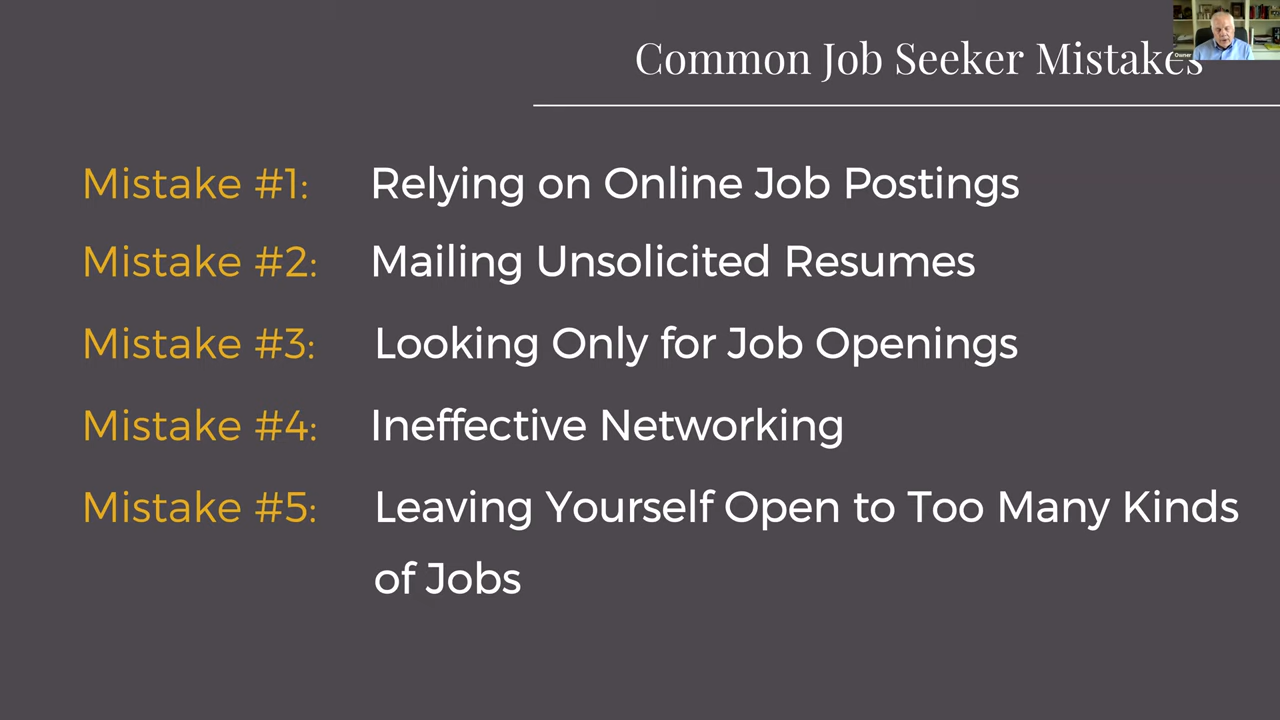 Common Job Seeker Mistakes
Owner
Mistake #1: Relying on Online Job Postings
Mistake #2: Mailing Unsolicited Resumes
Mistake #3: Looking Only for Job Openings
Mistake #4: Ineffective Networking
Mistake #5: Leaving Yourself Open to Too Many Kinds
of Jobs